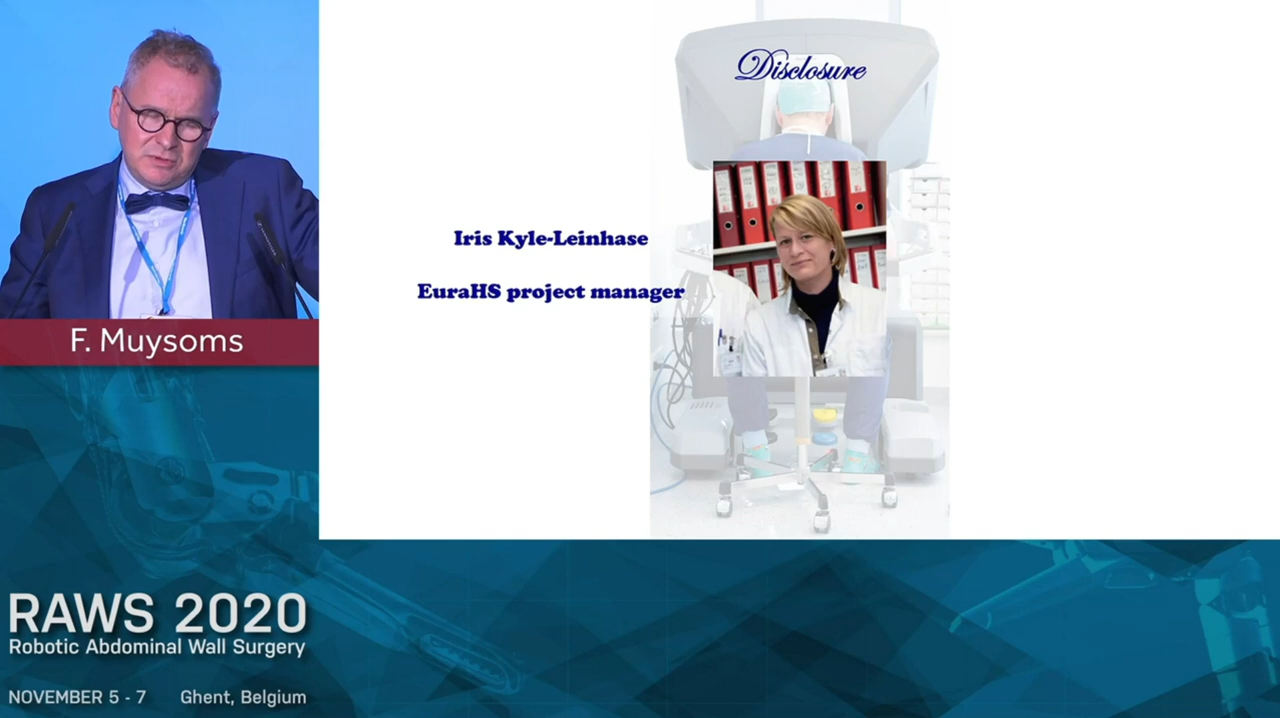 Disclosure
Iris Kyle-Leinhase
EuraHS project manager
F. Muysoms
RAWS 2020
Robotic Abdominal Wall Surgery
NOVEMBER 5 - 7 Ghent, Belgium